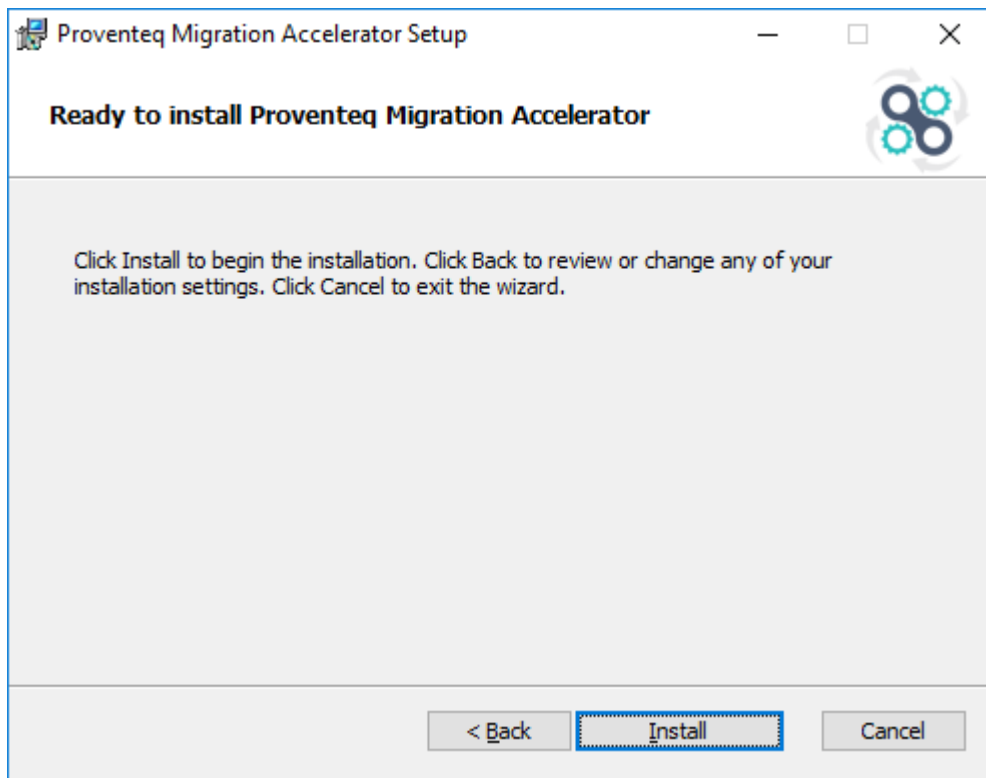 Proventeq Migration Accelerator Setup
Ready to install Proventeq Migration Accelerator
Click Install to begin the installation. Click Back to review or change any of your
installation settings. Click Cancel to exit the wizard.
< Back
Install
Cancel